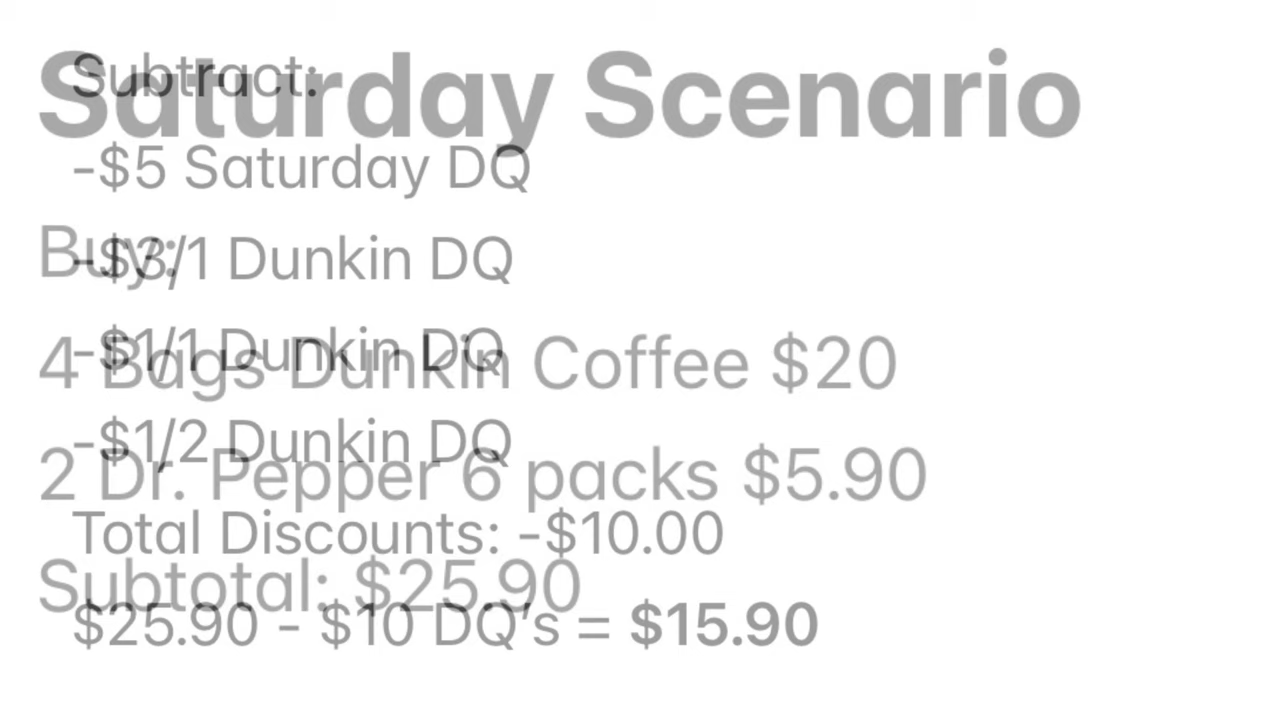 Saturday Scenario
Buy:
4 Bags Dunkin Coffee $20
2 Dr. Pepper 6 packs $5.90
Subtotal: $25.90
Subtract:
-$5 Saturday DQ
-$3/1 Dunkin DQ
-$1/1 Dunkin DQ
-$1/2 Dunkin DQ
Total Discounts: -$10.00
$25.90 - $10 DQ's = $15.90